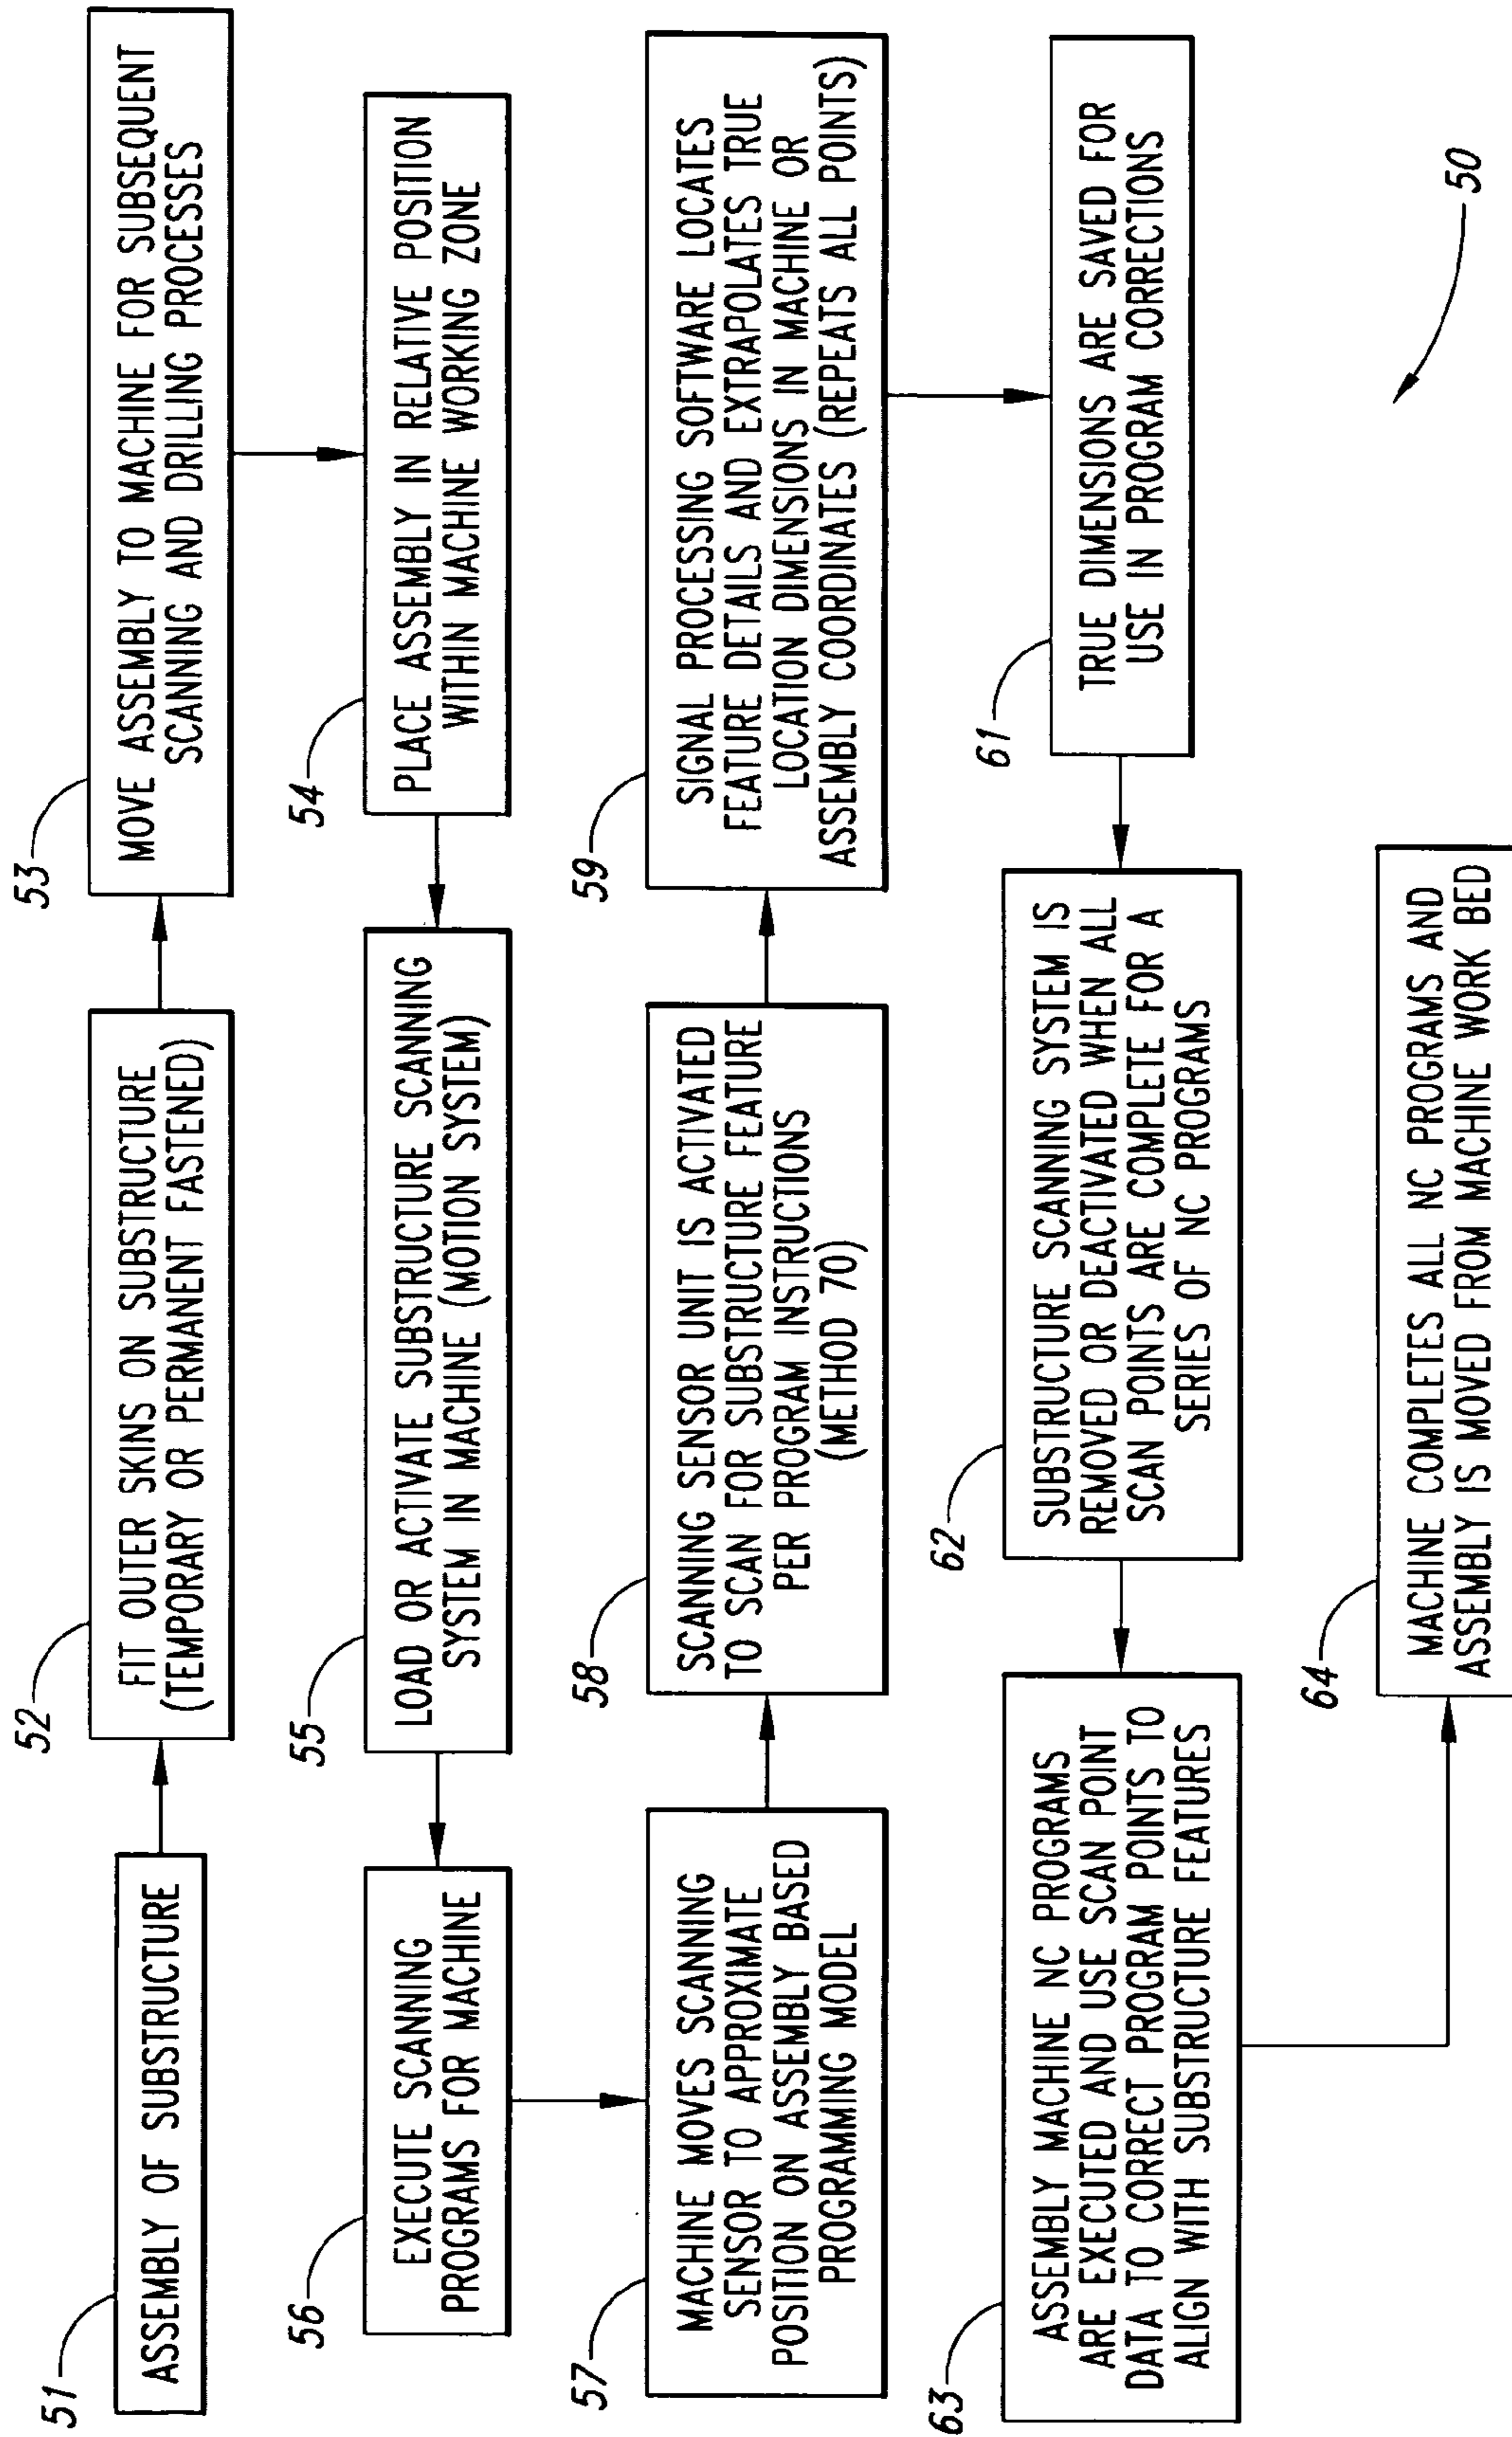 51
ASSEMBLY OF SUBSTRUCTURE
52
FIT OUTER SKINS ON SUBSTRUCTURE
(TEMPORARY OR PERMANENT FASTENED)
53
MOVE ASSEMBLY TO MACHINE FOR SUBSEQUENT
SCANNING AND DRILLING PROCESSES
54
PLACE ASSEMBLY IN RELATIVE POSITION
WITHIN MACHINE WORKING ZONE
55
LOAD OR ACTIVATE SUBSTRUCTURE SCANNING
SYSTEM IN MACHINE (MOTION SYSTEM)
56
EXECUTE SCANNING
PROGRAMS FOR MACHINE
57
MACHINE MOVES SCANNING
SENSOR TO APPROXIMATE
POSITION ON ASSEMBLY BASED
PROGRAMMING MODEL
58
SCANNING SENSOR UNIT IS ACTIVATED
TO SCAN FOR SUBSTRUCTURE FEATURE
PER PROGRAM INSTRUCTIONS
(METHOD 70)
59
SIGNAL PROCESSING SOFTWARE LOCATES
FEATURE DETAILS AND EXTRAPOLATES TRUE
LOCATION DIMENSIONS IN MACHINE OR
ASSEMBLY COORDINATES (REPEATS ALL POINTS)
61
TRUE DIMENSIONS ARE SAVED FOR
USE IN PROGRAM CORRECTIONS
62
SUBSTRUCTURE SCANNING SYSTEM IS
REMOVED OR DEACTIVATED WHEN ALL
SCAN POINTS ARE COMPLETE FOR A
SERIES OF NC PROGRAMS
63
ASSEMBLY MACHINE NC PROGRAMS
ARE EXECUTED AND USE SCAN POINT
DATA TO CORRECT PROGRAM POINTS TO
ALIGN WITH SUBSTRUCTURE FEATURES
64
MACHINE COMPLETES ALL NC PROGRAMS AND
ASSEMBLY IS MOVED FROM MACHINE WORK BED
50